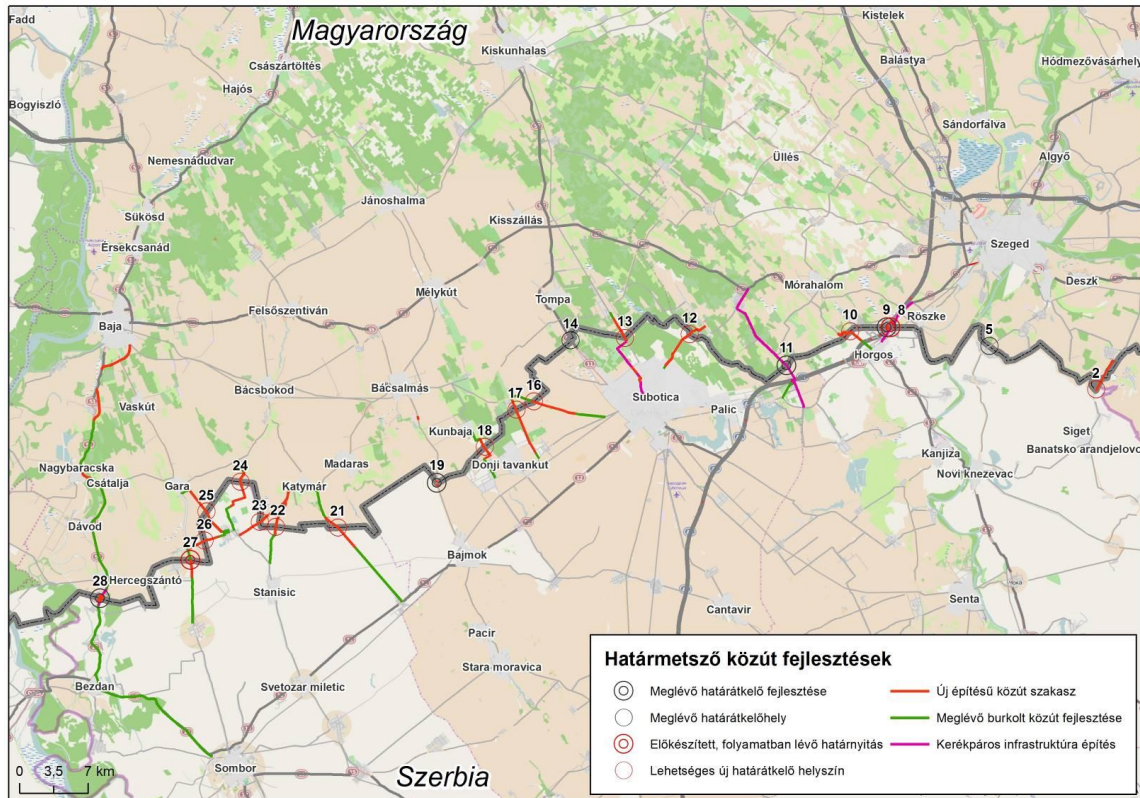 Magyarország
Fadd
Kistelek
Kiskunhalas
Balástya
Császártöltés
Hódmezővásárhely
Hajós
Bogyiszló
Sándorfalva
Nemesnádudvar
Üllés
Algyő
Jánoshalma
Sükösd
Kisszállás
Érsekcsanád
Szeged
Mélykút
Mórahalom
Deszk
Tompa
Felsőszentiván
Baja
14
13
12
10
9
8
Röszke
5
Horgos
11
2
Bácsbokod
Bácsalmás
Subotica
Palic
Vaskút
17
16
Kunbaja
18
Siget
Banatsko arandjelovo
Kanjiza
Novi knezevac
Nagybaracska
Csátalja
Madaras
19
Donji tavankut
24
Gara
Katymár
25
23
22
21
Dávod
26
27
Bajmok
28
Hercegszántó
Stanisic
Senta
Cantavir
Pacir
Stara moravica
Bezdan
Svetozar miletic
Sombor
Szerbia
0 3,5 7 km
Határmetsző közút fejlesztések
Meglévő határátkelő fejlesztése
Új építésű közút szakasz
Meglévő határátkelőhely
Meglévő burkolt közút fejlesztése
Előkészített, folyamatban lévő határnyitás
Kerékpáros infrastruktúra építés
Lehetséges új határátkelő helyszín